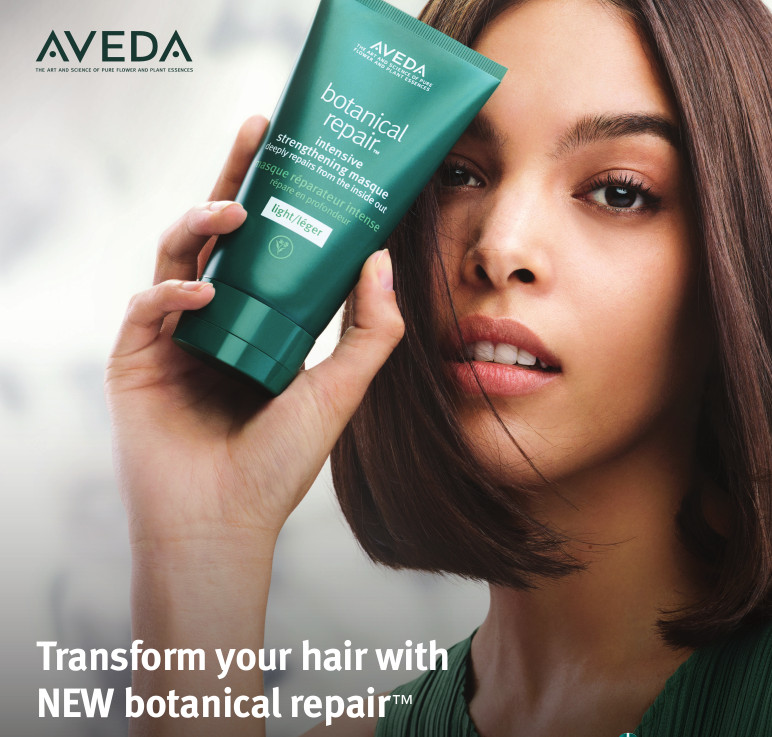 AVEDA
THE ART AND SCIENCE OF PURE FLOWER AND PLANT ESSENCES
AVEDA
THE ART AND SCIENCE OF PURE
FLOWER AND PLANT ESSENCES
botanical
repair™
intensive
strengthening masque
deeply repairs from the inside out
masque réparateur intense
répare en profondeur
light/léger
Transform your hair with
NEW botanical repair™